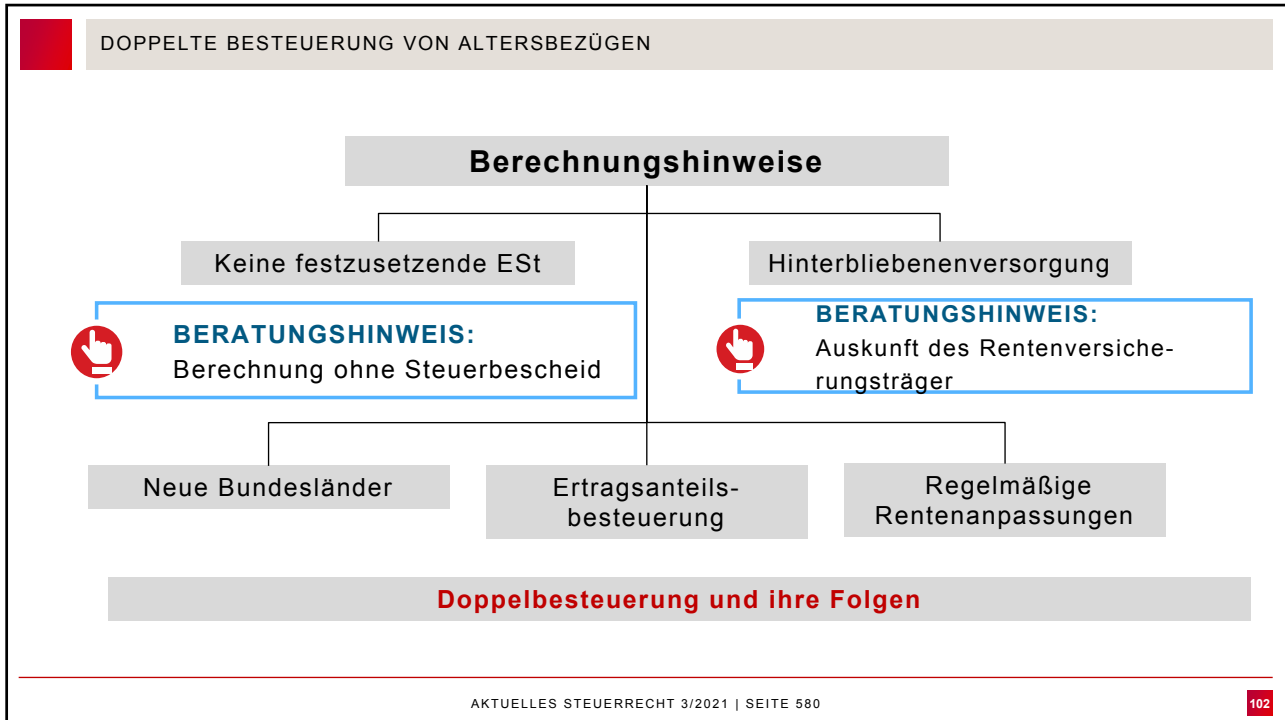 DOPPELTE BESTEUERUNG VON ALTERSBEZÜGEN
Berechnungshinweise
Keine festzusetzende ESt
Hinterbliebenenversorgung
BERATUNGSHINWEIS:
Berechnung ohne Steuerbescheid
BERATUNGSHINWEIS:
Auskunft des Rentenversiche-
rungsträger
Neue Bundesländer
Ertragsanteils-
besteuerung
Regelmäßige
Rentenanpassungen
Doppelbesteuerung und ihre Folgen
AKTUELLES STEUERRECHT 3/2021 | SEITE 580
102